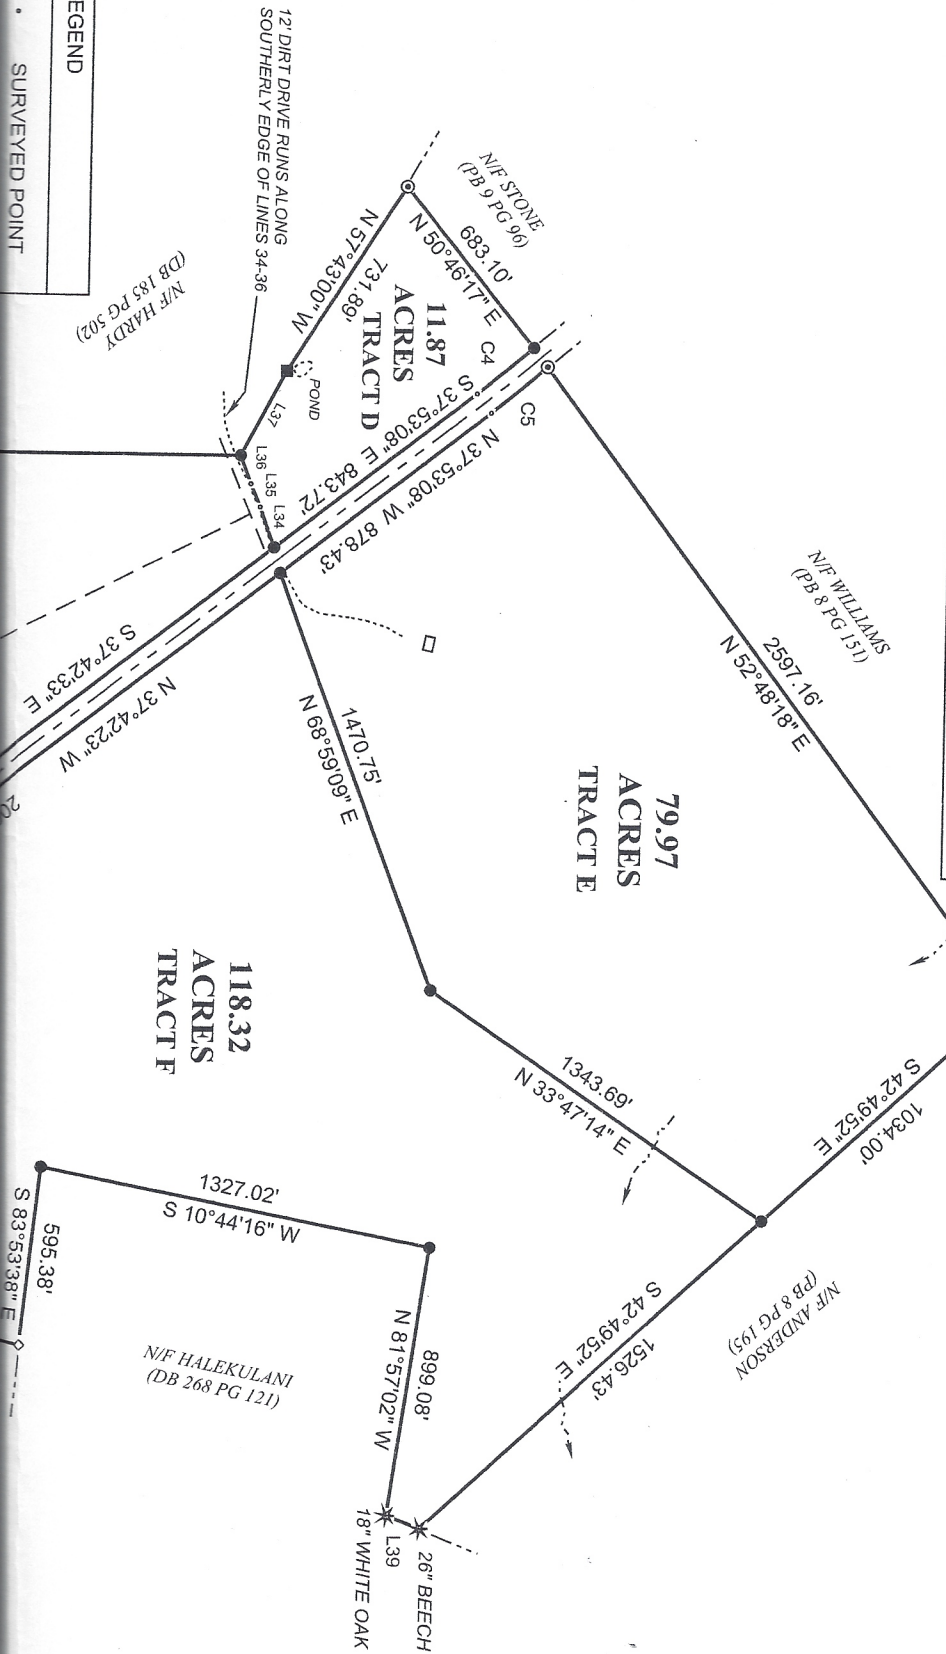 EGEND
SURVEYED POINT
12' DIRT DRIVE RUNS ALONG
SOUTHERLY EDGE OF LINES 34-36
N/F STONE
(PB 9 PG 96)
683.10'
N 50°46'17" E
N 57°43'00" W
731.89'
11.87
ACRES
TRACT D
C4
C5
S 37°53'08" E 843.72'
N 37°53'08" W 878.43'
POND
L37
L36
L35
L34
N/F HARDY
(DB 185 PG 502)
S 37°42'33" E
N 37°42'23" W
20
N/F WILLIAMS
(PB 8 PG 151)
2597.16'
N 52°48'18" E
79.97
ACRES
TRACT E
1470.75'
N 68°59'09" E
118.32
ACRES
TRACT F
1343.69'
N 33°47'14" E
S 42°49'52" E
1034.00'
N/F ANDERSON
(PB 8 PG 195)
S 42°49'52" E
1526.43'
1327.02'
S 10°44'16" W
595.38'
S 83°53'38" E
N/F HALEKULANI
(DB 268 PG 121)
899.08'
N 81°57'02" W
L39
26" BEECH
18" WHITE OAK